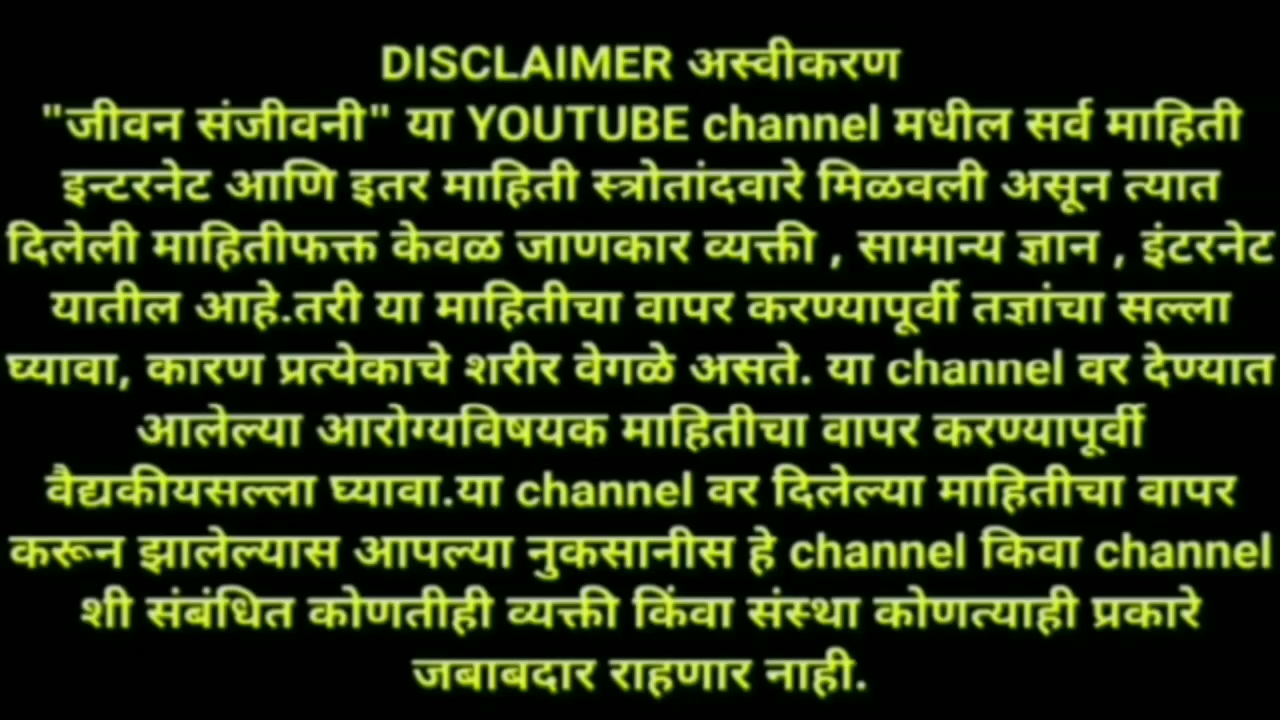 DISCLAIMER अस्वीकरण
"जीवन संजीवनी" या YOUTUBE channel मधील सर्व माहिती
इन्टरनेट आणि इतर माहिती स्त्रोतांदवारे मिळवली असून त्यात
दिलेली माहितीफक्त केवळ जाणकार व्यक्ती , सामान्य ज्ञान , इंटरनेट
यातील आहे.तरी या माहितीचा वापर करण्यापूर्वी तज्ञांचा सल्ला
घ्यावा, कारण प्रत्येकाचे शरीर वेगळे असते. या channel वर देण्यात
आलेल्या आरोग्यविषयक माहितीचा वापर करण्यापूर्वी
वैद्यकीयसल्ला घ्यावा.या channel वर दिलेल्या माहितीचा वापर
करून झालेल्यास आपल्या नुकसानीस हे channel किवा channel
शी संबंधित कोणतीही व्यक्ती किंवा संस्था कोणत्याही प्रकारे
जबाबदार राहणार नाही.